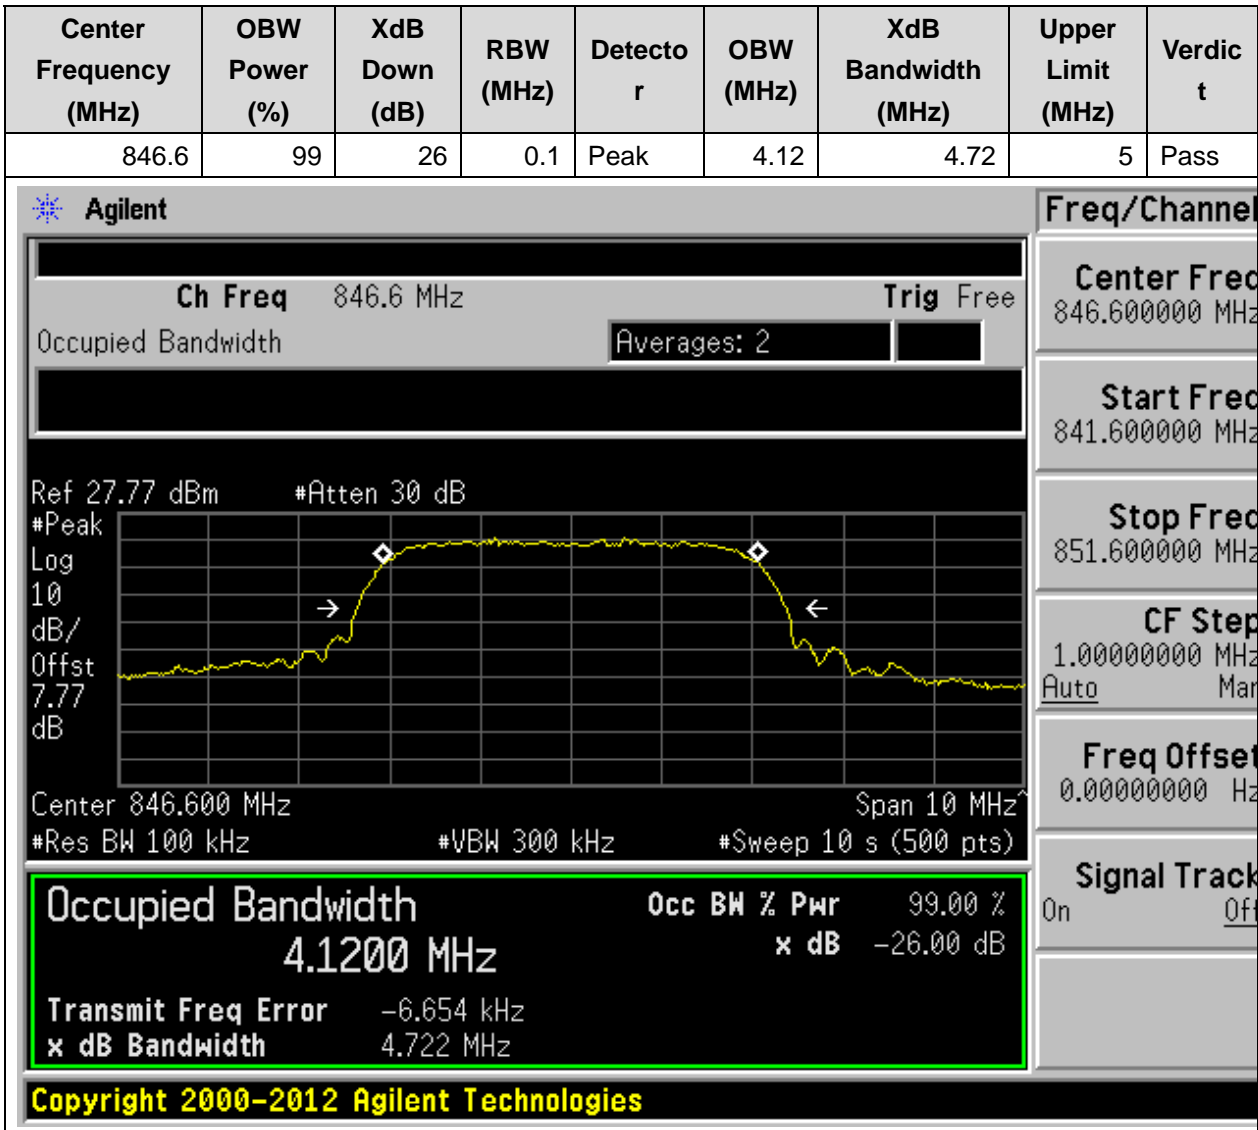 Center Frequency (MHz) OBW Power (%) XdB Down (dB) RBW (MHz) Detecto r OBW (MHz) XdB Bandwidth (MHz) Upper Limit (MHz) Verdic t
846.6 99 26 0.1 Peak 4.12 4.72 5 Pass
Agilent
Freq/Channel
Ch Freq 846.6 MHz Trig Free
Occupied Bandwidth Averages: 2
Center Freq
846.600000 MHz
Start Freq
841.600000 MHz
Stop Freq
851.600000 MHz
CF Step
1.00000000 MHz
Auto Man
Freq Offset
0.00000000 Hz
Signal Track
On Off
Ref 27.77 dBm #Atten 30 dB
#Peak
Log
10
dB/
Offst
7.77
dB
Center 846.600 MHz Span 10 MHz^
#Res BW 100 kHz #VBW 300 kHz #Sweep 10 s (500 pts)
Occupied Bandwidth
4.1200 MHz
Occ BW % Pwr 99.00 %
x dB -26.00 dB
Transmit Freq Error -6.654 kHz
x dB Bandwidth 4.722 MHz
Copyright 2000-2012 Agilent Technologies